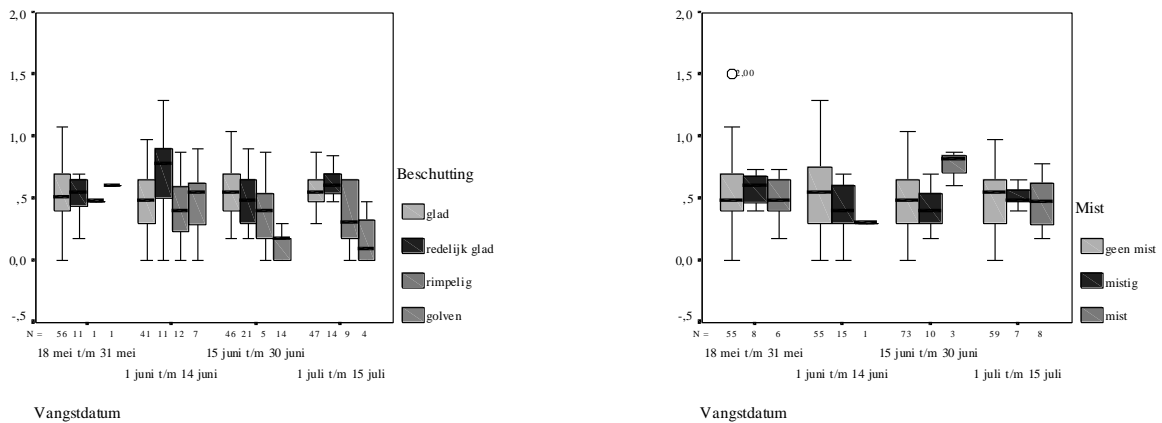 2,0
1,5
1,0
,5
0,0
-,5
N = 56 11 1 1 41 11 12 7 46 21 5 14 47 14 9 4
18 mei t/m 31 mei 15 juni t/m 30 juni
1 juni t/m 14 juni 1 juli t/m 15 juli
Vangstdatum
Beschutting
glad
redelijk glad
rimpelig
golven
2,0
1,5
2,00
1,0
,5
0,0
-,5
N = 55 8 6 55 15 1 73 10 3 59 7 8
18 mei t/m 31 mei 15 juni t/m 30 juni
1 juni t/m 14 juni 1 juli t/m 15 juli
Vangstdatum
Mist
geen mist
mistig
mist